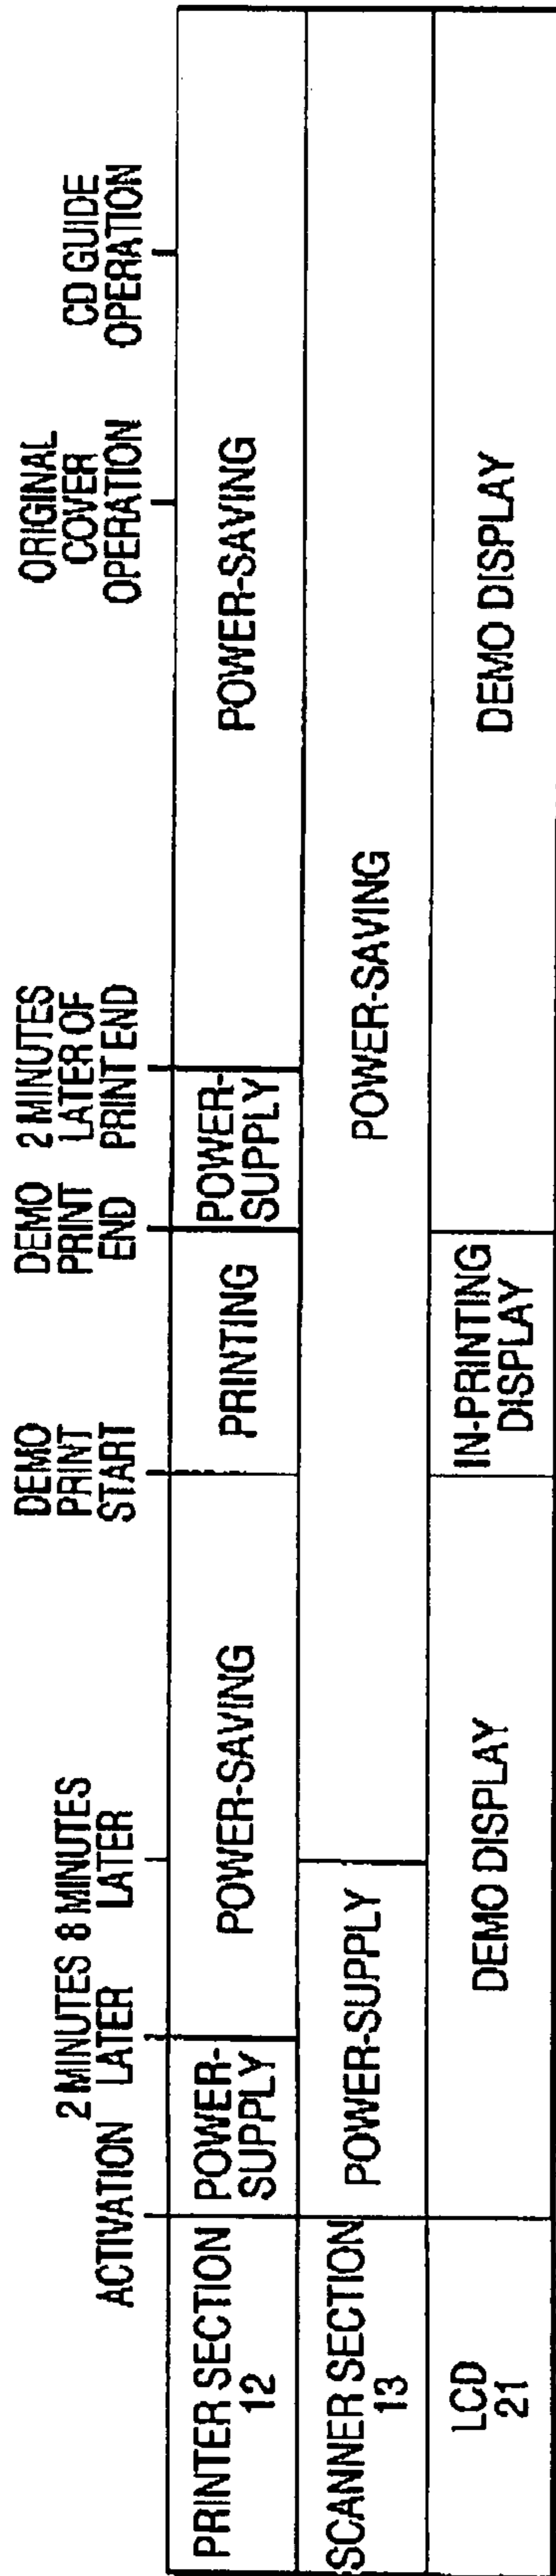 ACTIVATION
2 MINUTES
LATER
8 MINUTES
LATER
DEMO
PRINT
START
DEMO
PRINT
END
2 MINUTES
LATER OF
PRINT END
ORIGINAL
COVER
OPERATION
CD GUIDE
OPERATION
PRINTER SECTION
12
POWER-
SUPPLY
POWER-SAVING
PRINTING
POWER-
SUPPLY
POWER-SAVING
SCANNER SECTION
13
POWER-SUPPLY
POWER-SAVING
LCD
21
DEMO DISPLAY
IN-PRINTING
DISPLAY
DEMO DISPLAY